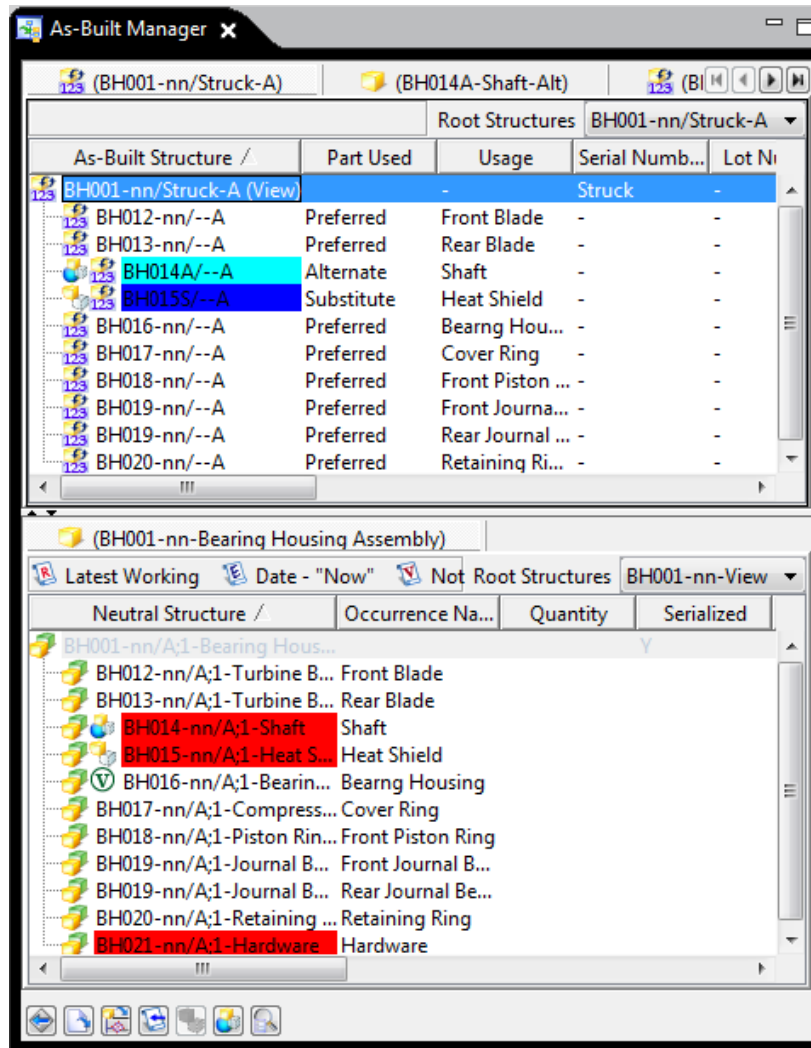 As-Built Manager
(BH001-nn/Struck-A) (BH014A-Shaft-Alt) (BI
Root Structures BH001-nn/Struck-A
As-Built Structure Part Used Usage Serial Numb... Lot Nu
BH001-nn/Struck-A (View) - Struck -
BH012-nn/--A Preferred Front Blade - -
BH013-nn/--A Preferred Rear Blade - -
BH014A/--A Alternate Shaft - -
BH015S/--A Substitute Heat Shield - -
BH016-nn/--A Preferred Bearng Hou... - -
BH017-nn/--A Preferred Cover Ring - -
BH018-nn/--A Preferred Front Piston ... - -
BH019-nn/--A Preferred Front Journa... - -
BH019-nn/--A Preferred Rear Journal ... - -
BH020-nn/--A Preferred Retaining Ri... - -
(BH001-nn-Bearing Housing Assembly)
Latest Working Date - "Now" Not Root Structures BH001-nn-View
Neutral Structure Occurrence Na... Quantity Serialized
BH001-nn/A;1-Bearing Hous... Y
BH012-nn/A;1-Turbine B... Front Blade
BH013-nn/A;1-Turbine B... Rear Blade
BH014-nn/A;1-Shaft Shaft
BH015-nn/A;1-Heat S... Heat Shield
BH016-nn/A;1-Bearin... Bearng Housing
BH017-nn/A;1-Compress... Cover Ring
BH018-nn/A;1-Piston Rin... Front Piston Ring
BH019-nn/A;1-Journal B... Front Journal B...
BH019-nn/A;1-Journal B... Rear Journal Be...
BH020-nn/A;1-Retaining ... Retaining Ring
BH021-nn/A;1-Hardware Hardware